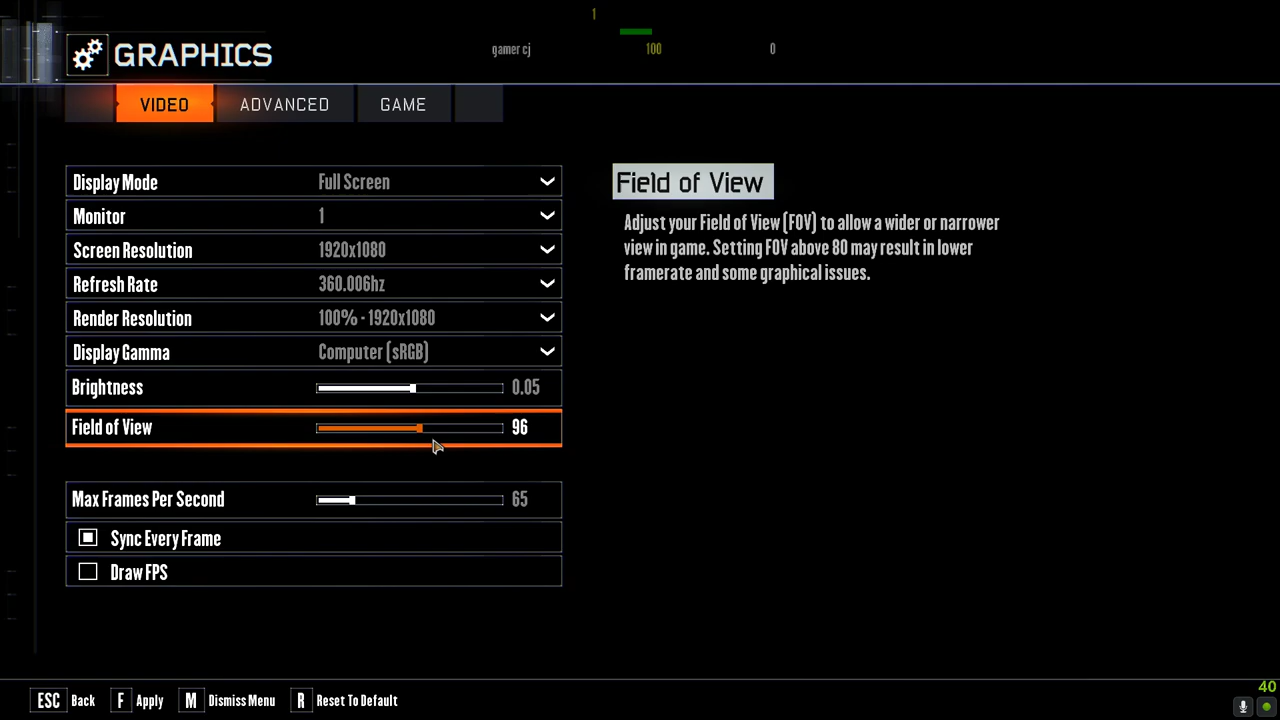 1
gamer cj
100
0
GRAPHICS
VIDEO
ADVANCED
GAME
Display Mode Full Screen
Monitor 1
Screen Resolution 1920x1080
Refresh Rate 360.006hz
Render Resolution 100% - 1920x1080
Display Gamma Computer (sRGB)
Brightness 0.05
Field of View 96
Max Frames Per Second 65
Sync Every Frame
Draw FPS
Field of View
Adjust your Field of View (FOV) to allow a wider or narrower
view in game. Setting FOV above 80 may result in lower
framerate and some graphical issues.
ESC Back F Apply M Dismiss Menu R Reset To Default
40